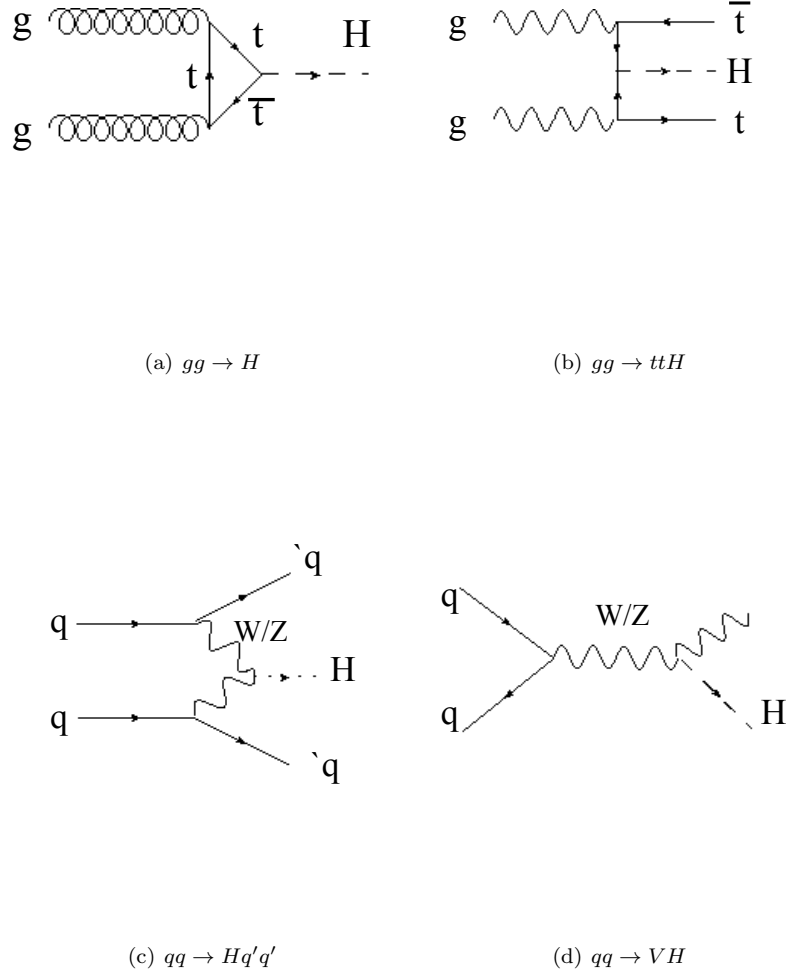 g
g
t
t
t̅
H
g
g
t̅
H
t
(a) gg → H
(b) gg → ttH
q
q
`q
W/Z
H
`q
q
q
W/Z
H
(c) qq → Hq′q′
(d) qq → VH